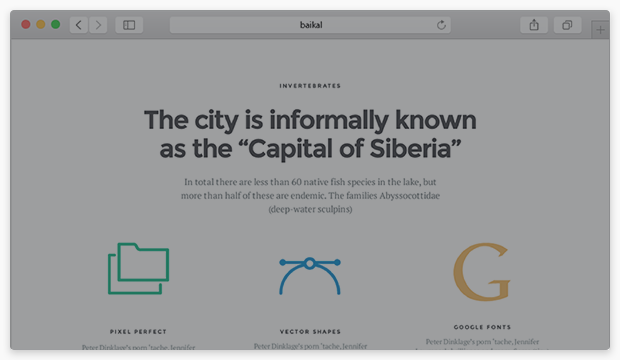 baikal
INVERTEBRATES
The city is informally known
as the “Capital of Siberia”
In total there are less than 60 native fish species in the lake, but
more than half of these are endemic. The families Abyssocottidae
(deep-water sculpins)
G
PIXEL PERFECT
VECTOR SHAPES
GOOGLE FONTS
Peter Dinklage's porn 'tache, Jennifer
Peter Dinklage's porn 'tache, Jennifer
Peter Dinklage's porn 'tache, Jennifer